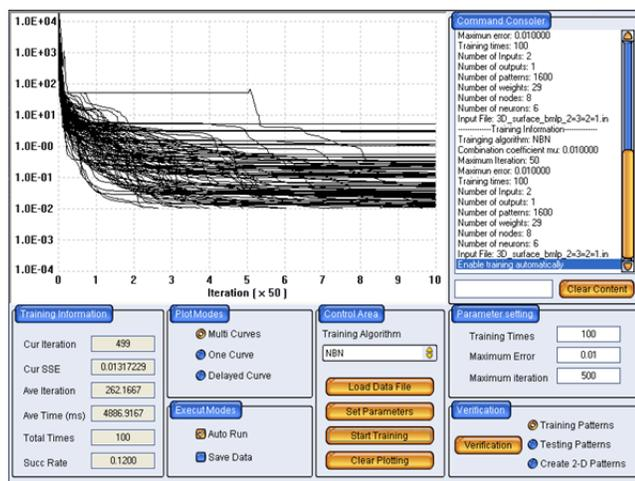 1.0E+04
1.0E+03
1.0E+02
1.0E+01
1.0E-00
1.0E-01
1.0E-02
1.0E-03
1.0E-04
0 1 2 3 4 5 6 7 8 9 10
Iteration [ x 50 ]
Command Consoler
Maximun error: 0.010000
Training times: 100
Number of Inputs: 2
Number of outputs: 1
Number of patterns: 1600
Number of weights: 29
Number of nodes: 8
Number of neurons: 6
Input File: 3D_surface_bmlp_2=3=2=1.in
------------Training Information------------
Trainging algorithm: NBN
Combination coefficient mu: 0.010000
Maximum Iteration: 50
Maxmum error: 0.010000
Training times: 100
Number of Inputs: 2
Number of outputs: 1
Number of patterns: 1600
Number of weights: 29
Number of nodes: 8
Number of neurons: 6
Input File: 3D_surface_bmlp_2=3=2=1.in
Enable training automatically
Clear Content
Training Information
Cur Iteration 499
Cur SSE 0.01317229
Ave Iteration 262.1667
Ave Time (ms) 4886.9167
Total Times 100
Succ Rate 0.1200
Plot Modes
Multi Curves
One Curve
Delayed Curve
Execut Modes
Auto Run
Save Data
Control Area
Training Algorithm
NBN
Load Data File
Set Parameters
Start Training
Clear Plotting
Parameter setting
Training Times 100
Maximum Error 0.01
Maximum iteration 500
Verification
Verification
Training Patterns
Testing Patterns
Create 2-D Patterns